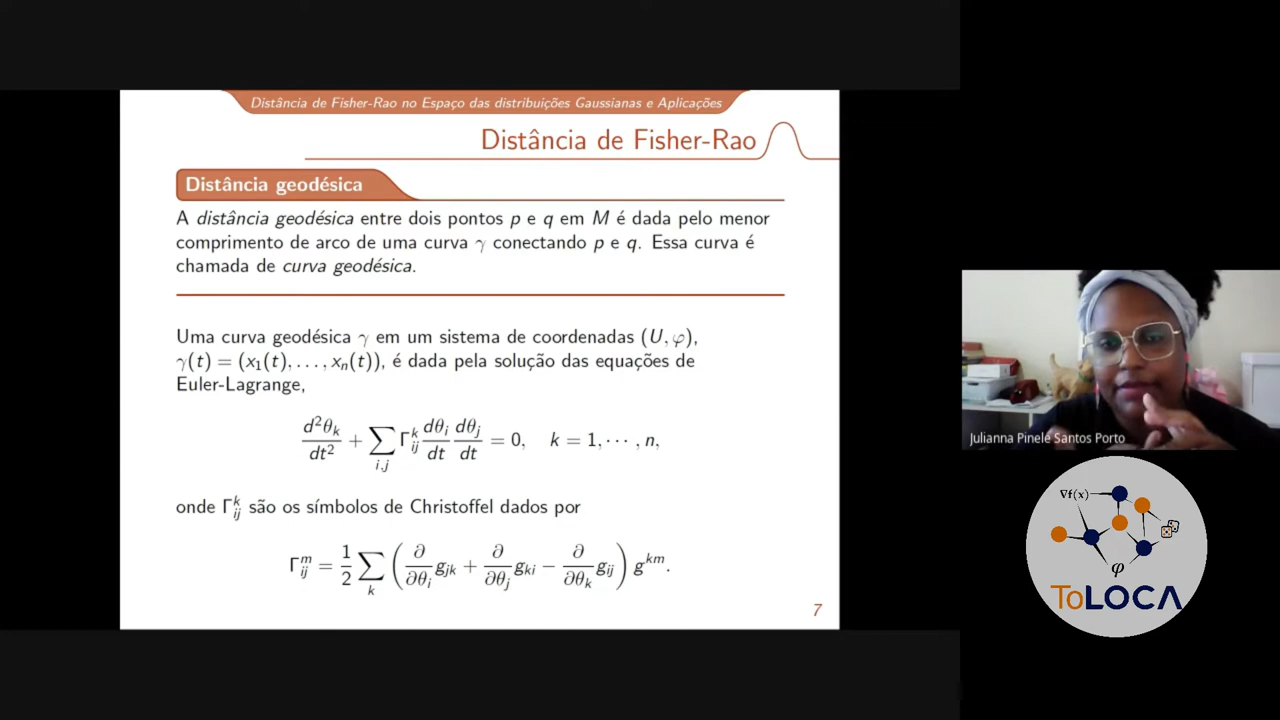 Distância de Fisher-Rao no Espaço das distribuições Gaussianas e Aplicações
Distância de Fisher-Rao
Distância geodésica
A distância geodésica entre dois pontos p e q em M é dada pelo menor
comprimento de arco de uma curva γ conectando p e q. Essa curva é
chamada de curva geodésica.
Uma curva geodésica γ em um sistema de coordenadas (U, φ),
γ(t) = (x₁(t), . . . , xₙ(t)), é dada pela solução das equações de
Euler-Lagrange,
d²θₖ/dt² + ∑_{i,j} Γᵏᵢⱼ dθᵢ/dt dθⱼ/dt = 0, k = 1, · · · , n,
onde Γᵏᵢⱼ são os símbolos de Christoffel dados por
Γᵐᵢⱼ = 1/2 ∑ₖ (∂/∂θᵢ gⱼₖ + ∂/∂θⱼ gₖᵢ − ∂/∂θₖ gᵢⱼ) gᵏᵐ.
7
Julianna Pinele Santos Porto
∇f(x)
φ
ToLOCA